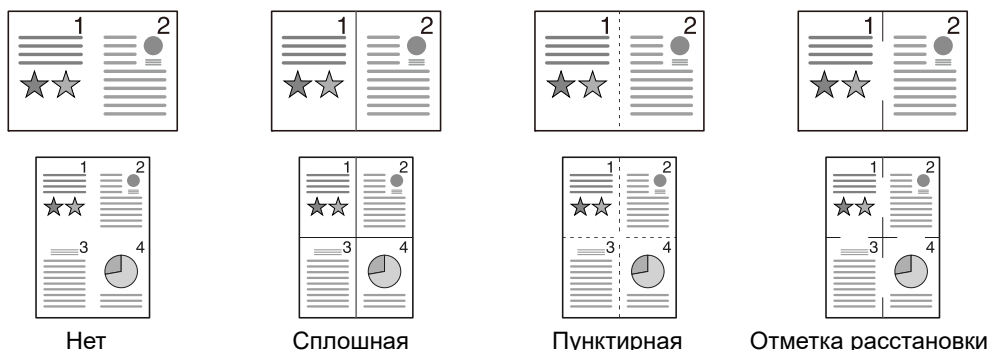 1 2 1 2 1 2 1 2
1 2 1 2 1 2 1 2
3 4 3 4 3 4 3 4
Нет Сплошная Пунктирная Отметка расстановки